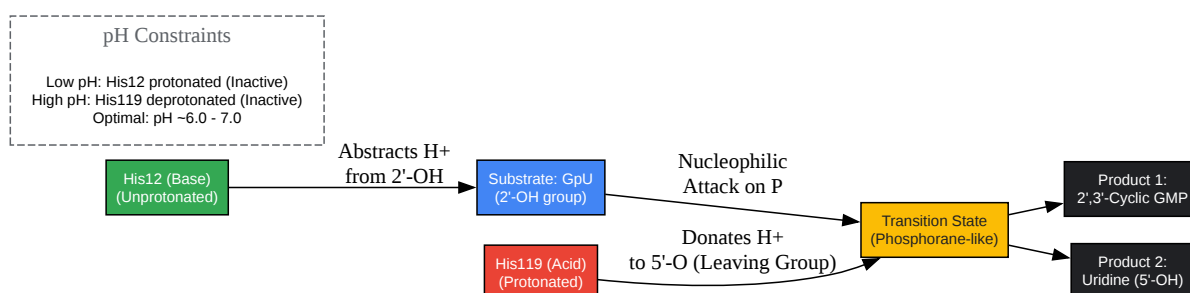 pH Constraints
Low pH: His12 protonated (Inactive)
High pH: His119 deprotonated (Inactive)
Optimal: pH ~6.0 - 7.0
His12 (Base)
(Unprotonated)
Abstracts H+
from 2'-OH
Substrate: GpU
(2'-OH group)
Nucleophilic
Attack on P
His119 (Acid)
(Protonated)
Donates H+
to 5'-O (Leaving Group)
Transition State
(Phosphorane-like)
Product 1:
2',3'-Cyclic GMP
Product 2:
Uridine (5'-OH)